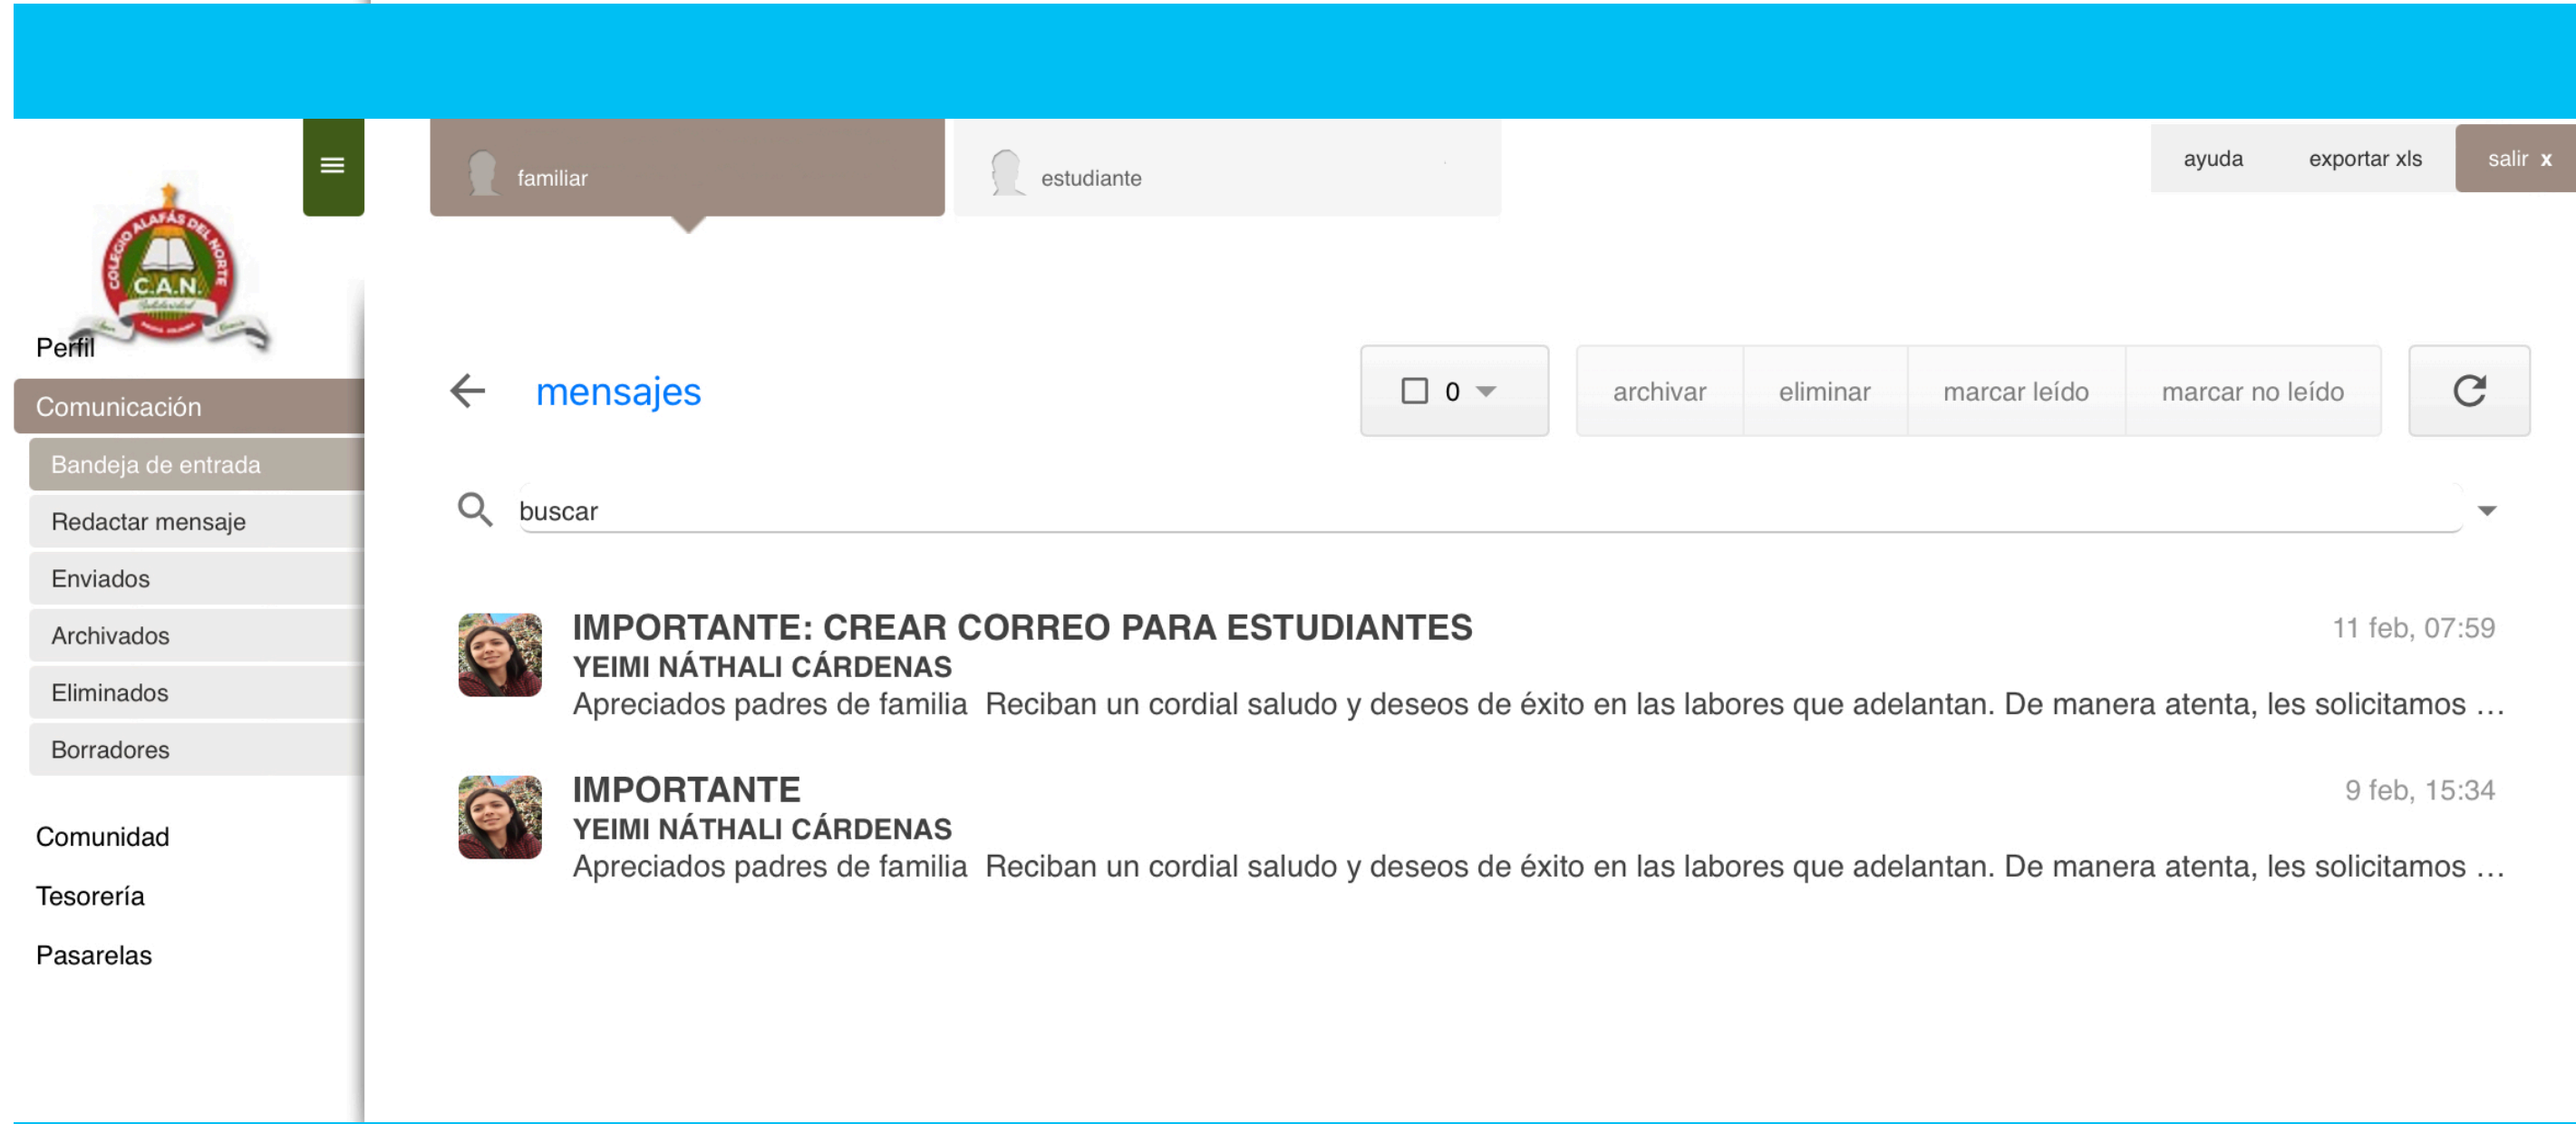 familiar
estudiante
ayuda
exportar xls
salir x
COLEGIO ALAFÁS DEL NORTE
C.A.N.
Perfil
Comunicación
Bandeja de entrada
Redactar mensaje
Enviados
Archivados
Eliminados
Borradores
Comunidad
Tesorería
Pasarelas
mensajes
0
archivar
eliminar
marcar leído
marcar no leído
buscar
IMPORTANTE: CREAR CORREO PARA ESTUDIANTES
11 feb, 07:59
YEIMI NÁTHALI CÁRDENAS
Apreciados padres de familia  Reciban un cordial saludo y deseos de éxito en las labores que adelantan. De manera atenta, les solicitamos …
IMPORTANTE
9 feb, 15:34
YEIMI NÁTHALI CÁRDENAS
Apreciados padres de familia  Reciban un cordial saludo y deseos de éxito en las labores que adelantan. De manera atenta, les solicitamos …